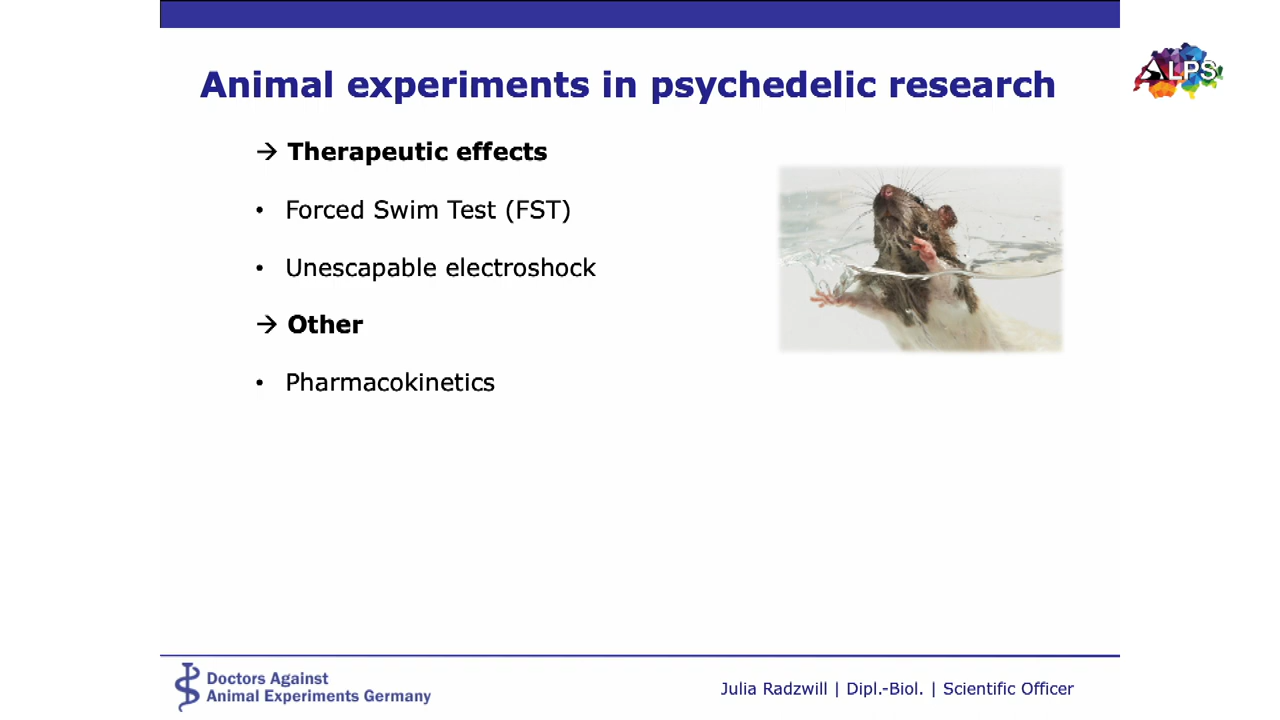 Animal experiments in psychedelic research
ALPS
→ Therapeutic effects
• Forced Swim Test (FST)
• Unescapable electroshock
→ Other
• Pharmacokinetics
Doctors Against
Animal Experiments Germany
Julia Radzwill | Dipl.-Biol. | Scientific Officer